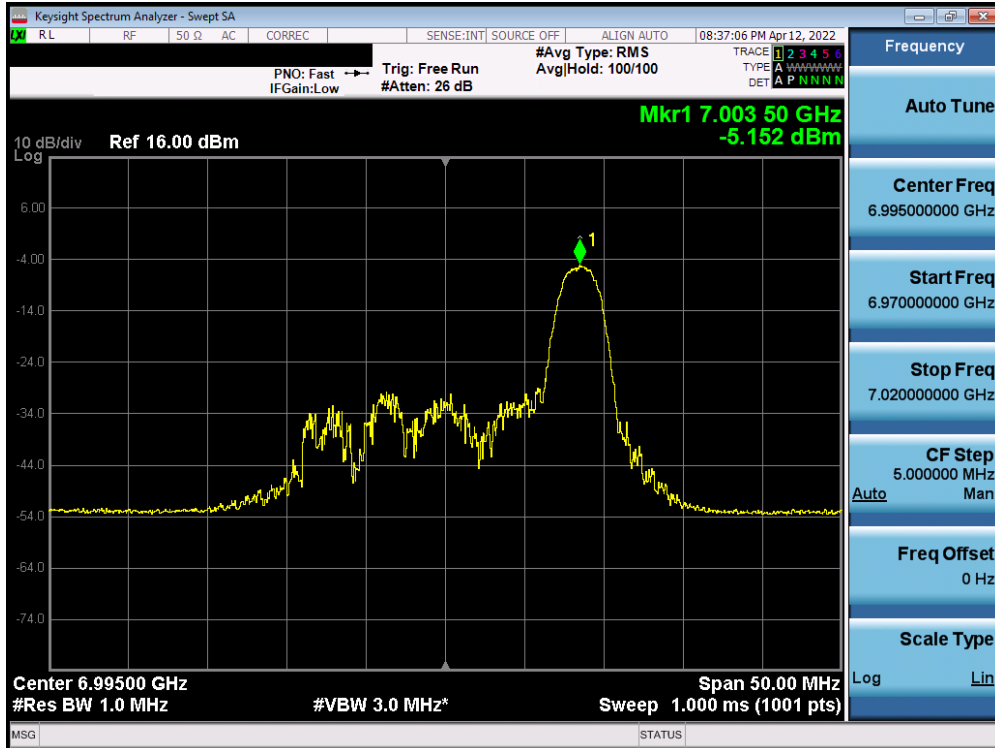 Keysight Spectrum Analyzer - Swept SA
LXI RL RF 50 Ω AC CORREC SENSE:INT SOURCE OFF ALIGN AUTO 08:37:06 PM Apr 12, 2022
PNO: Fast
IFGain:Low
Trig: Free Run
#Atten: 26 dB
#Avg Type: RMS
Avg|Hold: 100/100
TRACE 1 2 3 4 5 6
TYPE A WWWWW
DET A P N N N N
Mkr1 7.003 50 GHz
-5.152 dBm
10 dB/div Ref 16.00 dBm
Log
6.00
-4.00
-14.0
-24.0
-34.0
-44.0
-54.0
-64.0
-74.0
1
Center 6.99500 GHz Span 50.00 MHz
#Res BW 1.0 MHz #VBW 3.0 MHz* Sweep 1.000 ms (1001 pts)
MSG STATUS
Frequency
Auto Tune
Center Freq
6.995000000 GHz
Start Freq
6.970000000 GHz
Stop Freq
7.020000000 GHz
CF Step
5.000000 MHz
Auto Man
Freq Offset
0 Hz
Scale Type
Log Lin